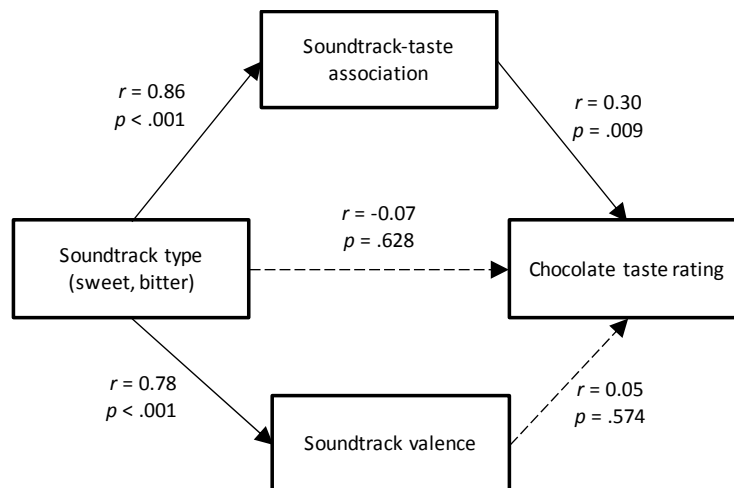 Soundtrack-taste
association
r = 0.86
p < .001
r = 0.30
p = .009
r = -0.07
p = .628
Soundtrack type
(sweet, bitter)
Chocolate taste rating
r = 0.78
p < .001
r = 0.05
p = .574
Soundtrack valence